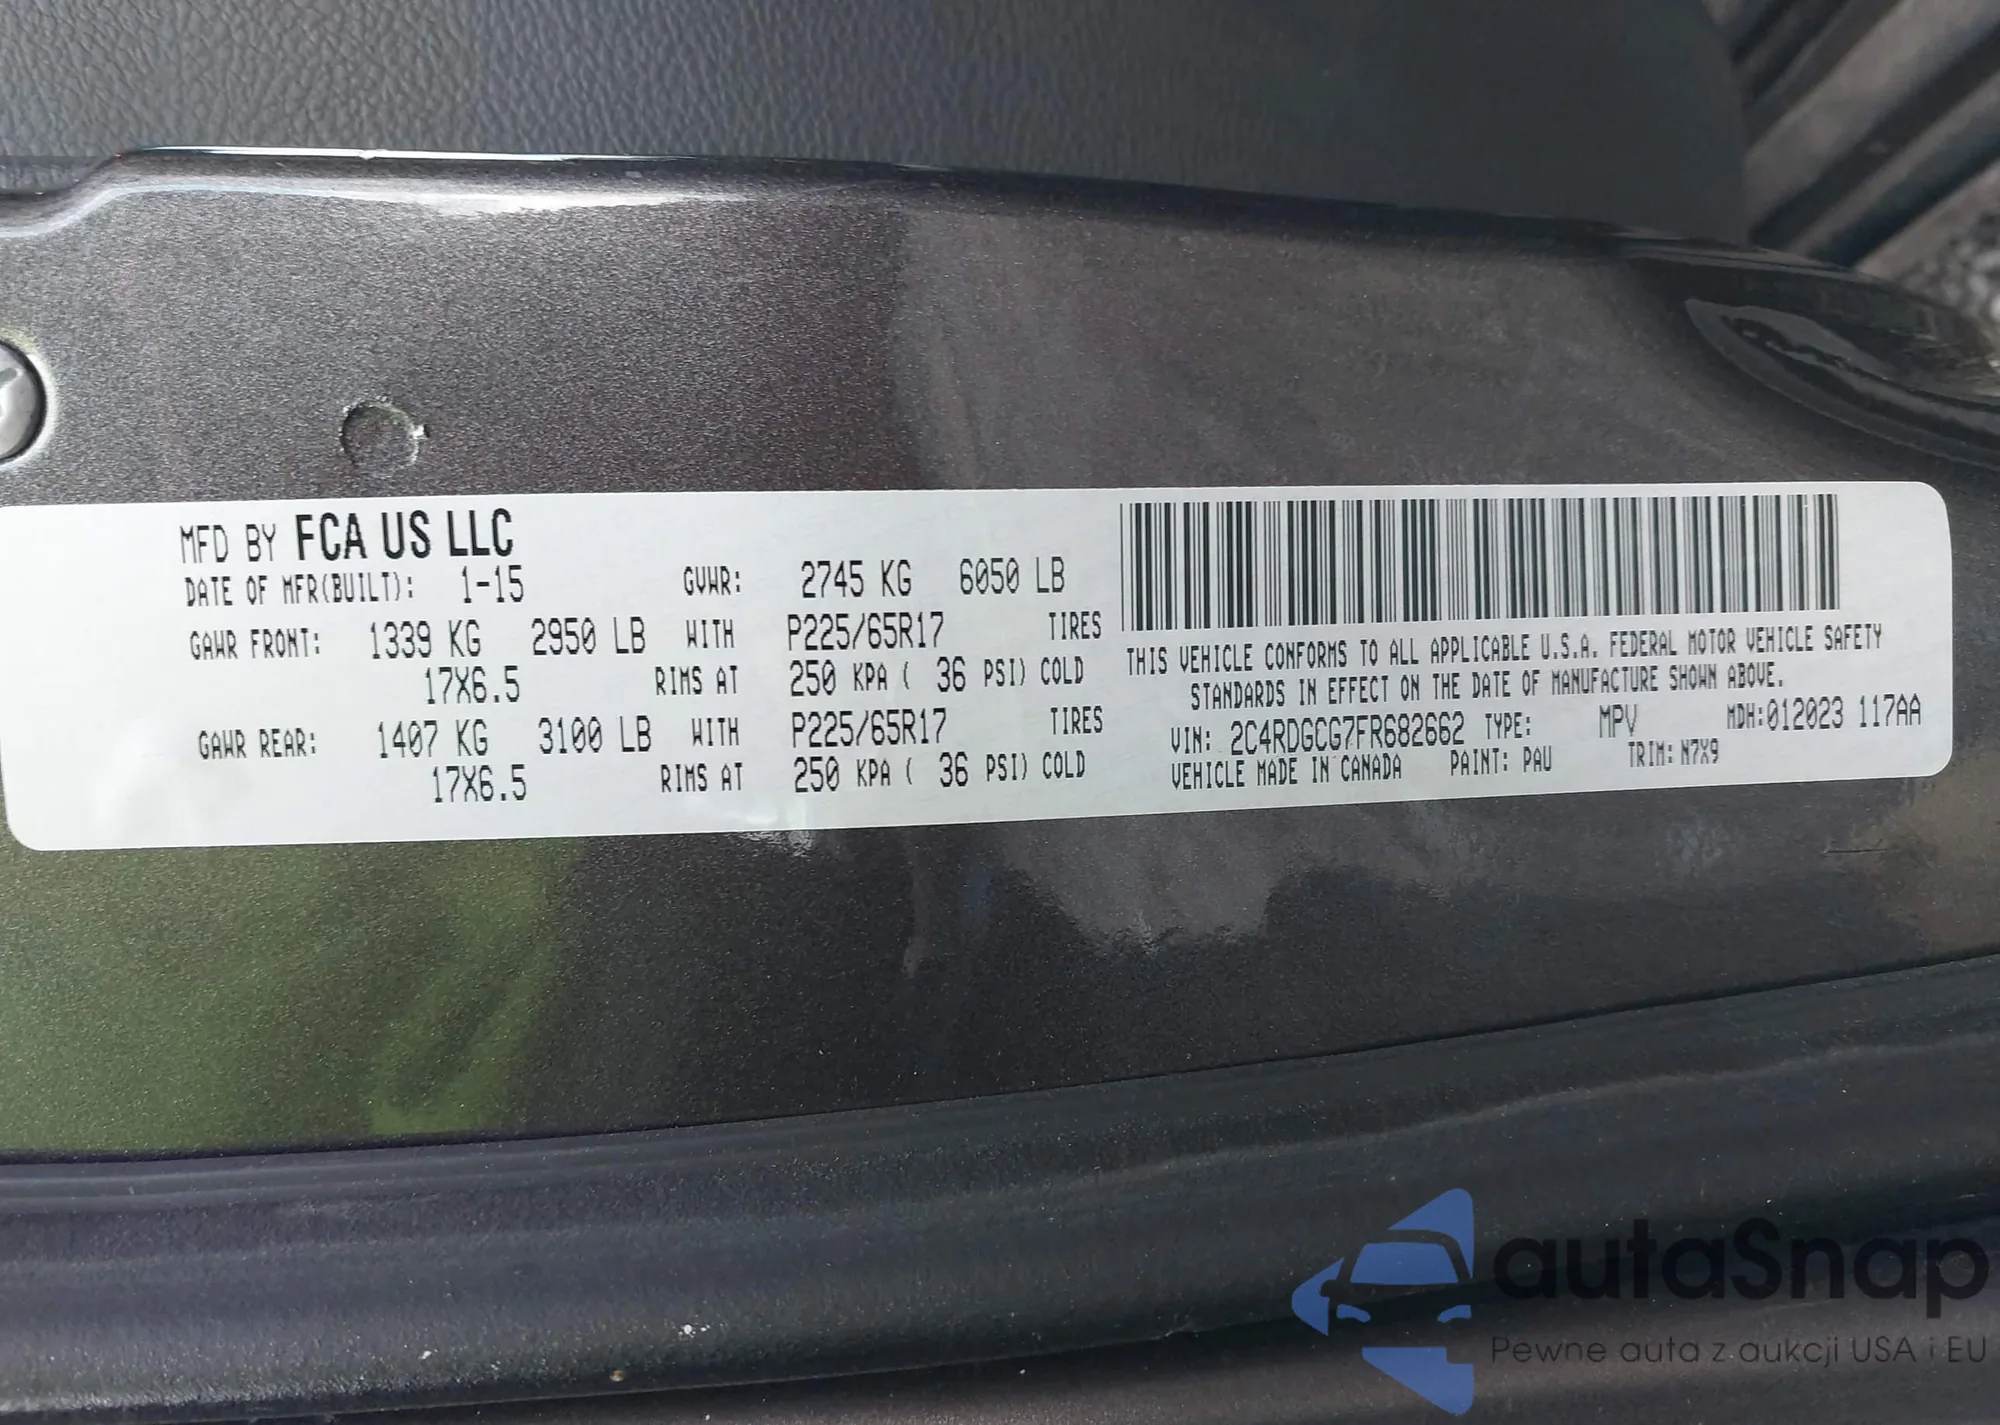 MFD BY FCA US LLC
DATE OF MFR(BUILT): 1-15 GVWR: 2745 KG 6050 LB
GAWR FRONT: 1339 KG 2950 LB WITH P225/65R17 TIRES
17X6.5 RIMS AT 250 KPA ( 36 PSI) COLD
GAWR REAR: 1407 KG 3100 LB WITH P225/65R17 TIRES
17X6.5 RIMS AT 250 KPA ( 36 PSI) COLD
THIS VEHICLE CONFORMS TO ALL APPLICABLE U.S.A. FEDERAL MOTOR VEHICLE SAFETY
STANDARDS IN EFFECT ON THE DATE OF MANUFACTURE SHOWN ABOVE.
VIN: 2C4RDGCG7FR682662 TYPE: MPV MDH:012023 117AA
VEHICLE MADE IN CANADA PAINT: PAU TRIM: N7X9
autaSnap
Pewne auta z aukcji USA i EU